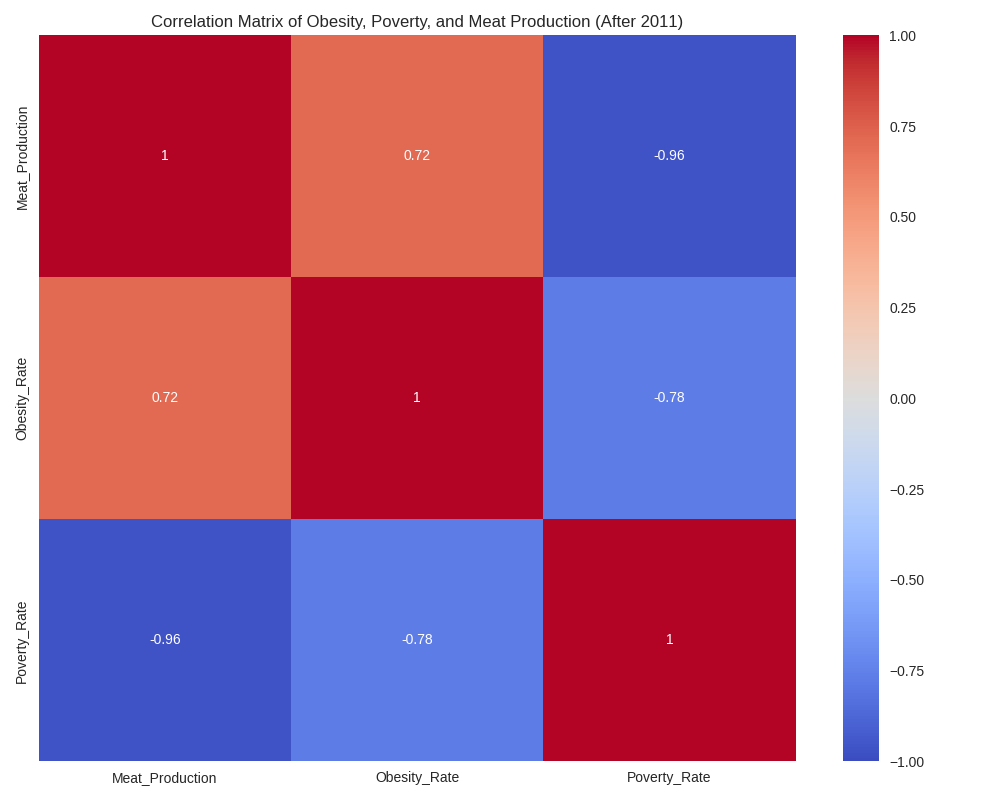 Correlation Matrix of Obesity, Poverty, and Meat Production (After 2011)
Meat_Production
1
0.72
-0.96
Obesity_Rate
0.72
1
-0.78
Poverty_Rate
-0.96
-0.78
1
Meat_Production
Obesity_Rate
Poverty_Rate
1.00
0.75
0.50
0.25
0.00
−0.25
−0.50
−0.75
−1.00